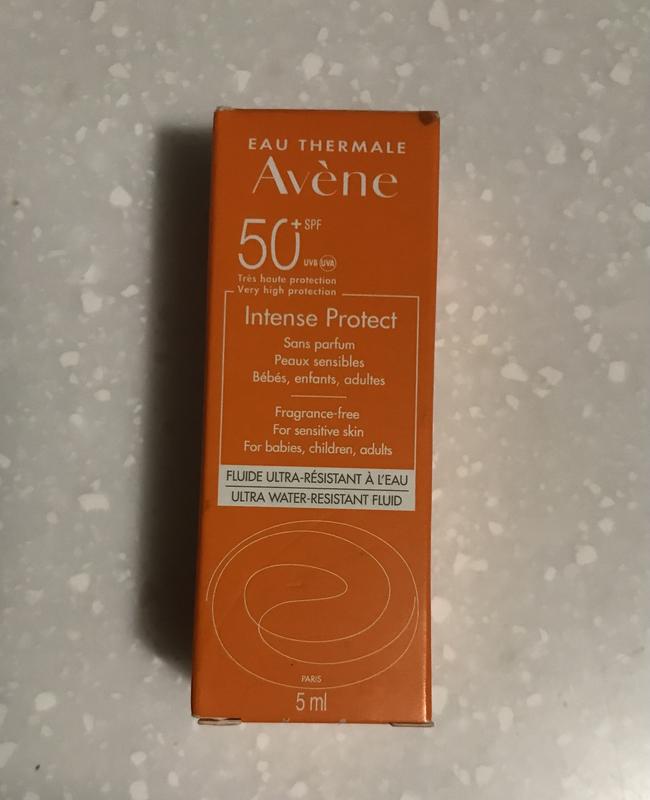 EAU THERMALE
Avène
50+ SPF
UVB UVA
Très haute protection
Very high protection
Intense Protect
Sans parfum
Peaux sensibles
Bébés, enfants, adultes
Fragrance-free
For sensitive skin
For babies, children, adults
FLUIDE ULTRA-RÉSISTANT À L'EAU
ULTRA WATER-RESISTANT FLUID
PARIS
5 ml